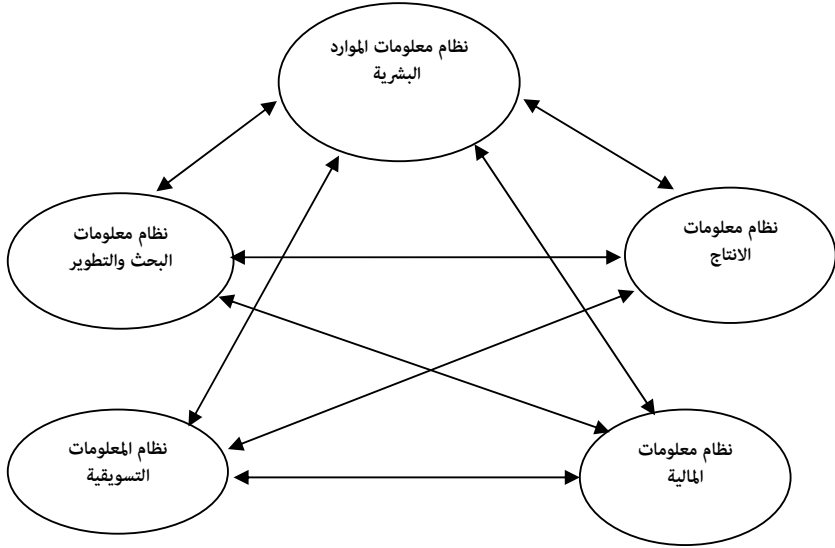 نظام معلومات الموارد
البشرية
نظام معلومات
الانتاج
نظام معلومات
البحث والتطوير
نظام معلومات
المالية
نظام المعلومات
التسويقية